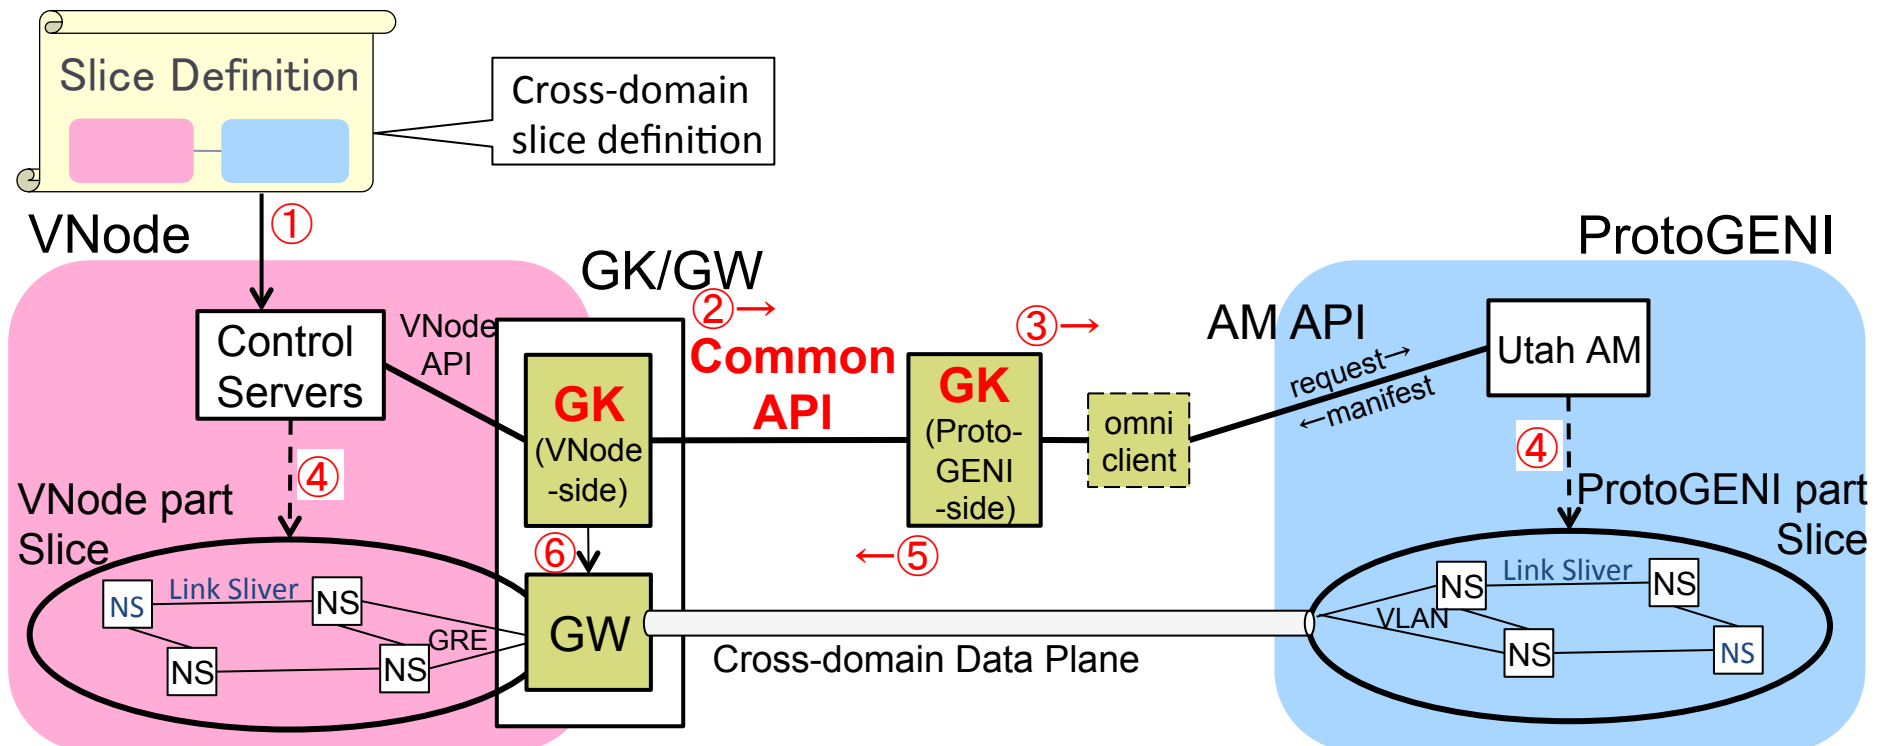 Slice Definition
Cross-domain
slice definition
①
VNode
ProtoGENI
GK/GW
②→
③→
Common
API
AM API
VNode
API
Control
Servers
GK
(VNode
-side)
GK
(Proto-
GENI
-side)
omni
client
request→
←manifest
Utah AM
④
④
VNode part
Slice
ProtoGENI part
Slice
←⑤
⑥
NS
Link Sliver
NS
NS
NS
GRE
GW
Cross-domain Data Plane
VLAN
NS
Link Sliver
NS
NS
NS